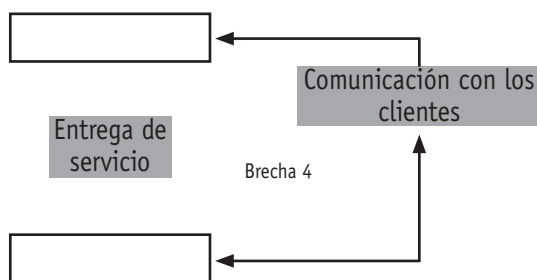 Comunicación con los
clientes
Entrega de
servicio
Brecha 4